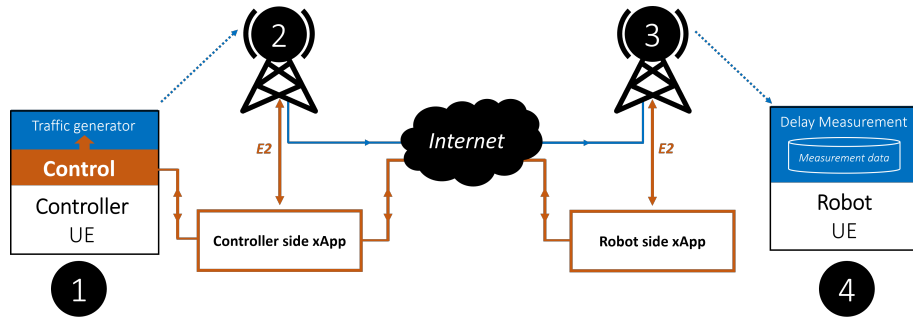 2
3
Traffic generator
Control
Controller
UE
1
E2
Controller side xApp
Internet
E2
Robot side xApp
Delay Measurement
Measurement data
Robot
UE
4